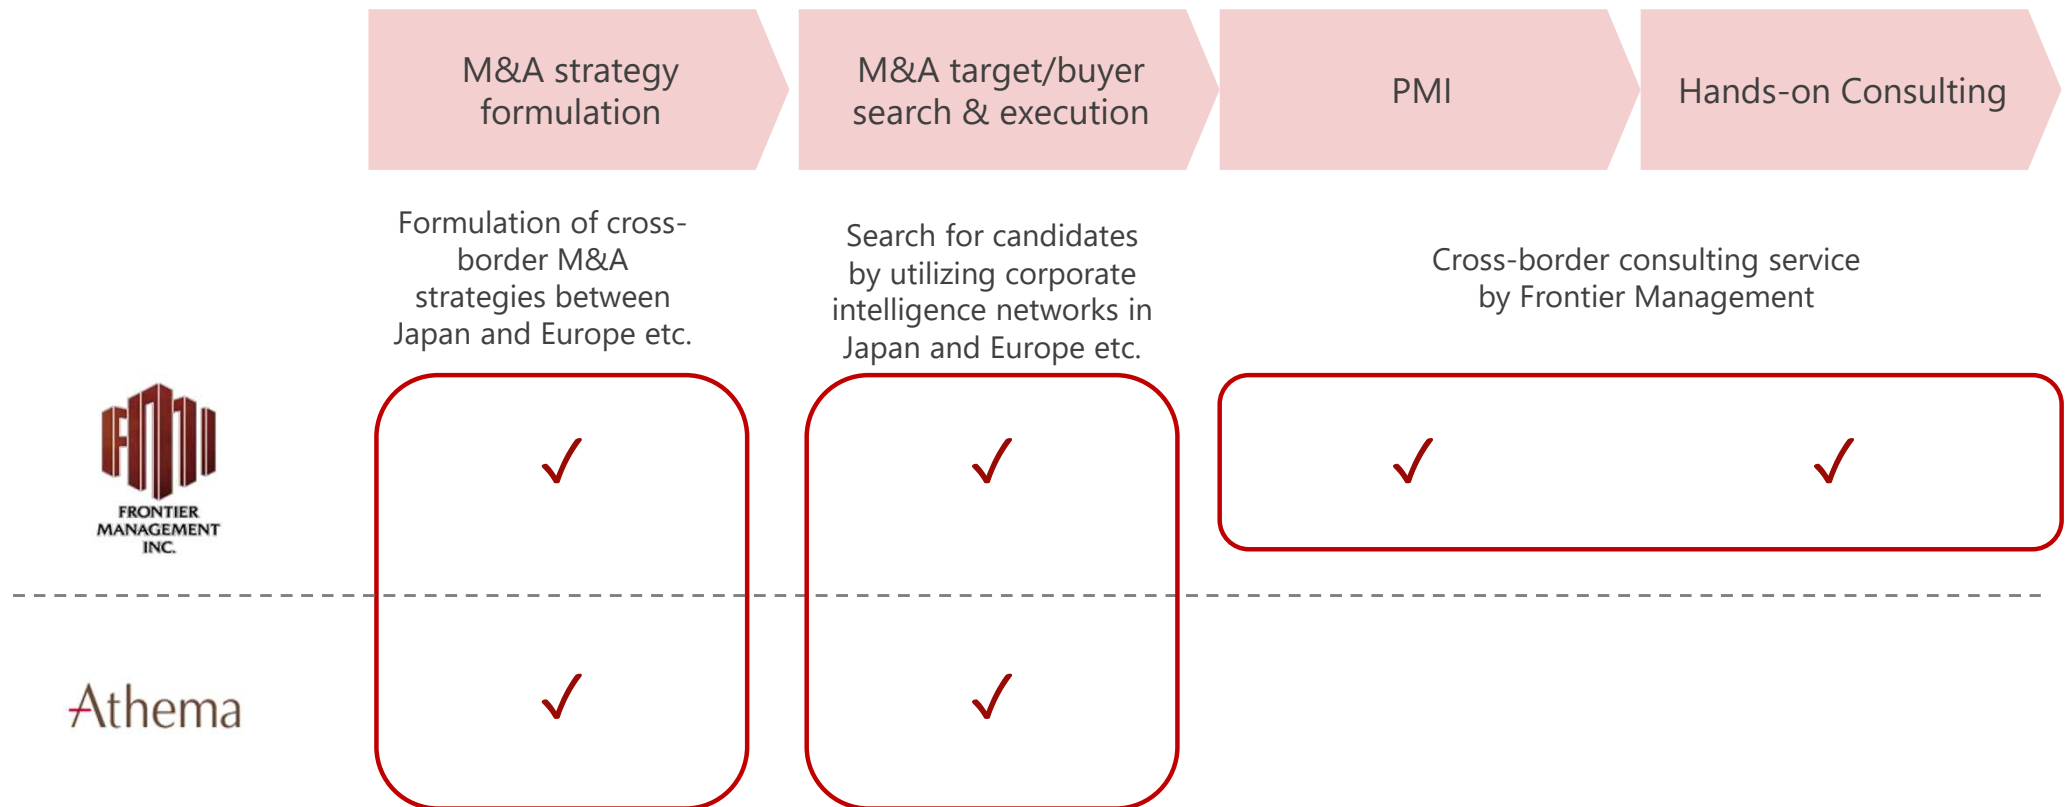 M&A strategy
formulation
M&A target/buyer
search & execution
PMI
Hands-on Consulting
Formulation of cross-
border M&A
strategies between
Japan and Europe etc.
Search for candidates
by utilizing corporate
intelligence networks in
Japan and Europe etc.
Cross-border consulting service
by Frontier Management
FMI
FRONTIER
MANAGEMENT
INC.
Athema